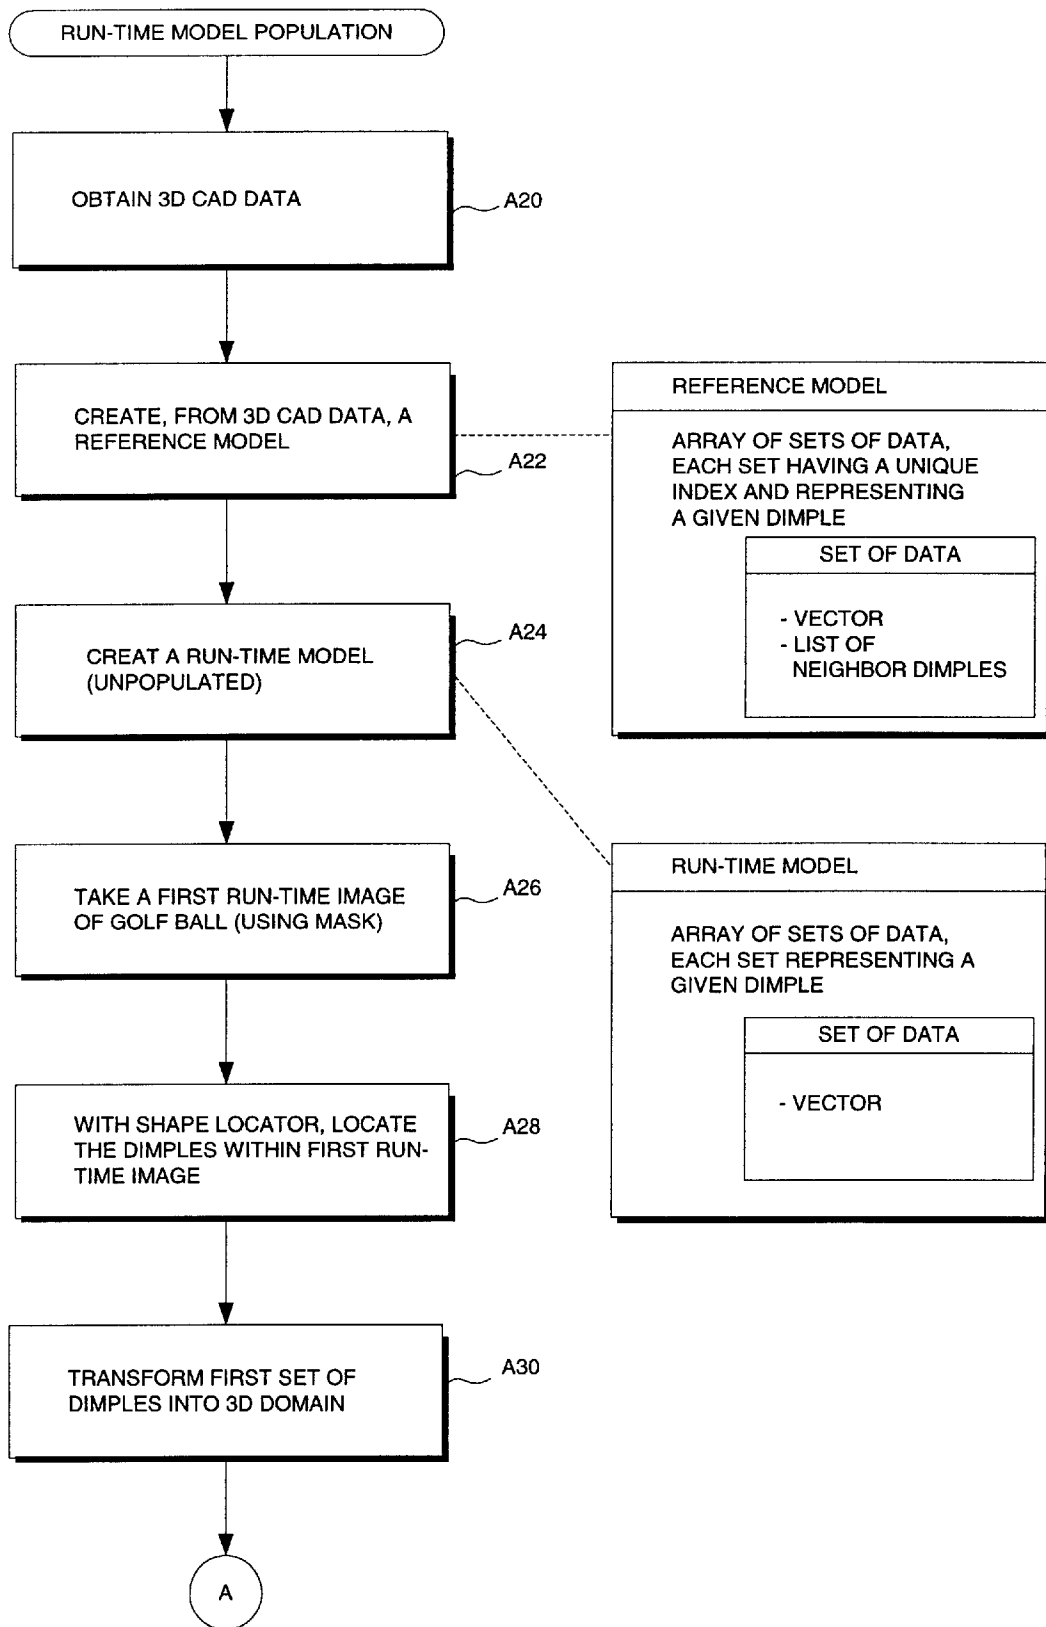 RUN-TIME MODEL POPULATION
OBTAIN 3D CAD DATA
A20
CREATE, FROM 3D CAD DATA, A
REFERENCE MODEL
A22
REFERENCE MODEL
ARRAY OF SETS OF DATA,
EACH SET HAVING A UNIQUE
INDEX AND REPRESENTING
A GIVEN DIMPLE
SET OF DATA
- VECTOR
- LIST OF
NEIGHBOR DIMPLES
CREAT A RUN-TIME MODEL
(UNPOPULATED)
A24
TAKE A FIRST RUN-TIME IMAGE
OF GOLF BALL (USING MASK)
A26
RUN-TIME MODEL
ARRAY OF SETS OF DATA,
EACH SET REPRESENTING A
GIVEN DIMPLE
SET OF DATA
- VECTOR
WITH SHAPE LOCATOR, LOCATE
THE DIMPLES WITHIN FIRST RUN-
TIME IMAGE
A28
TRANSFORM FIRST SET OF
DIMPLES INTO 3D DOMAIN
A30
A